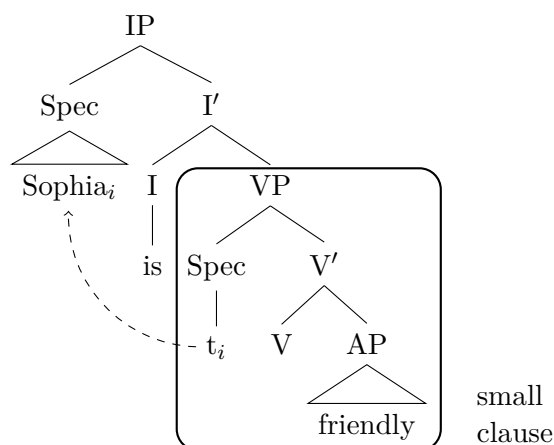 IP
Spec I′
Sophiaᵢ I VP
is Spec V′
tᵢ V AP
friendly
small
clause